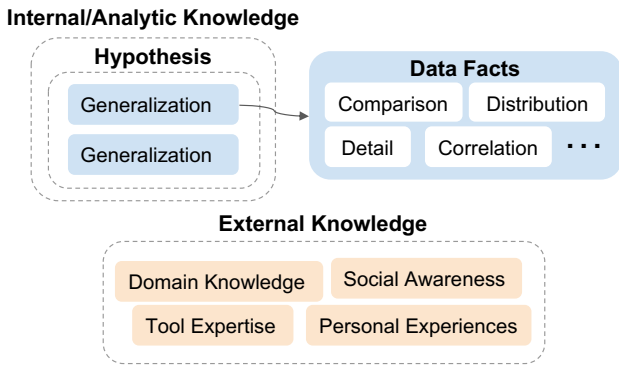 Internal/Analytic Knowledge
Hypothesis
Generalization
Generalization
Data Facts
Comparison
Distribution
Detail
Correlation
...
External Knowledge
Domain Knowledge
Social Awareness
Tool Expertise
Personal Experiences